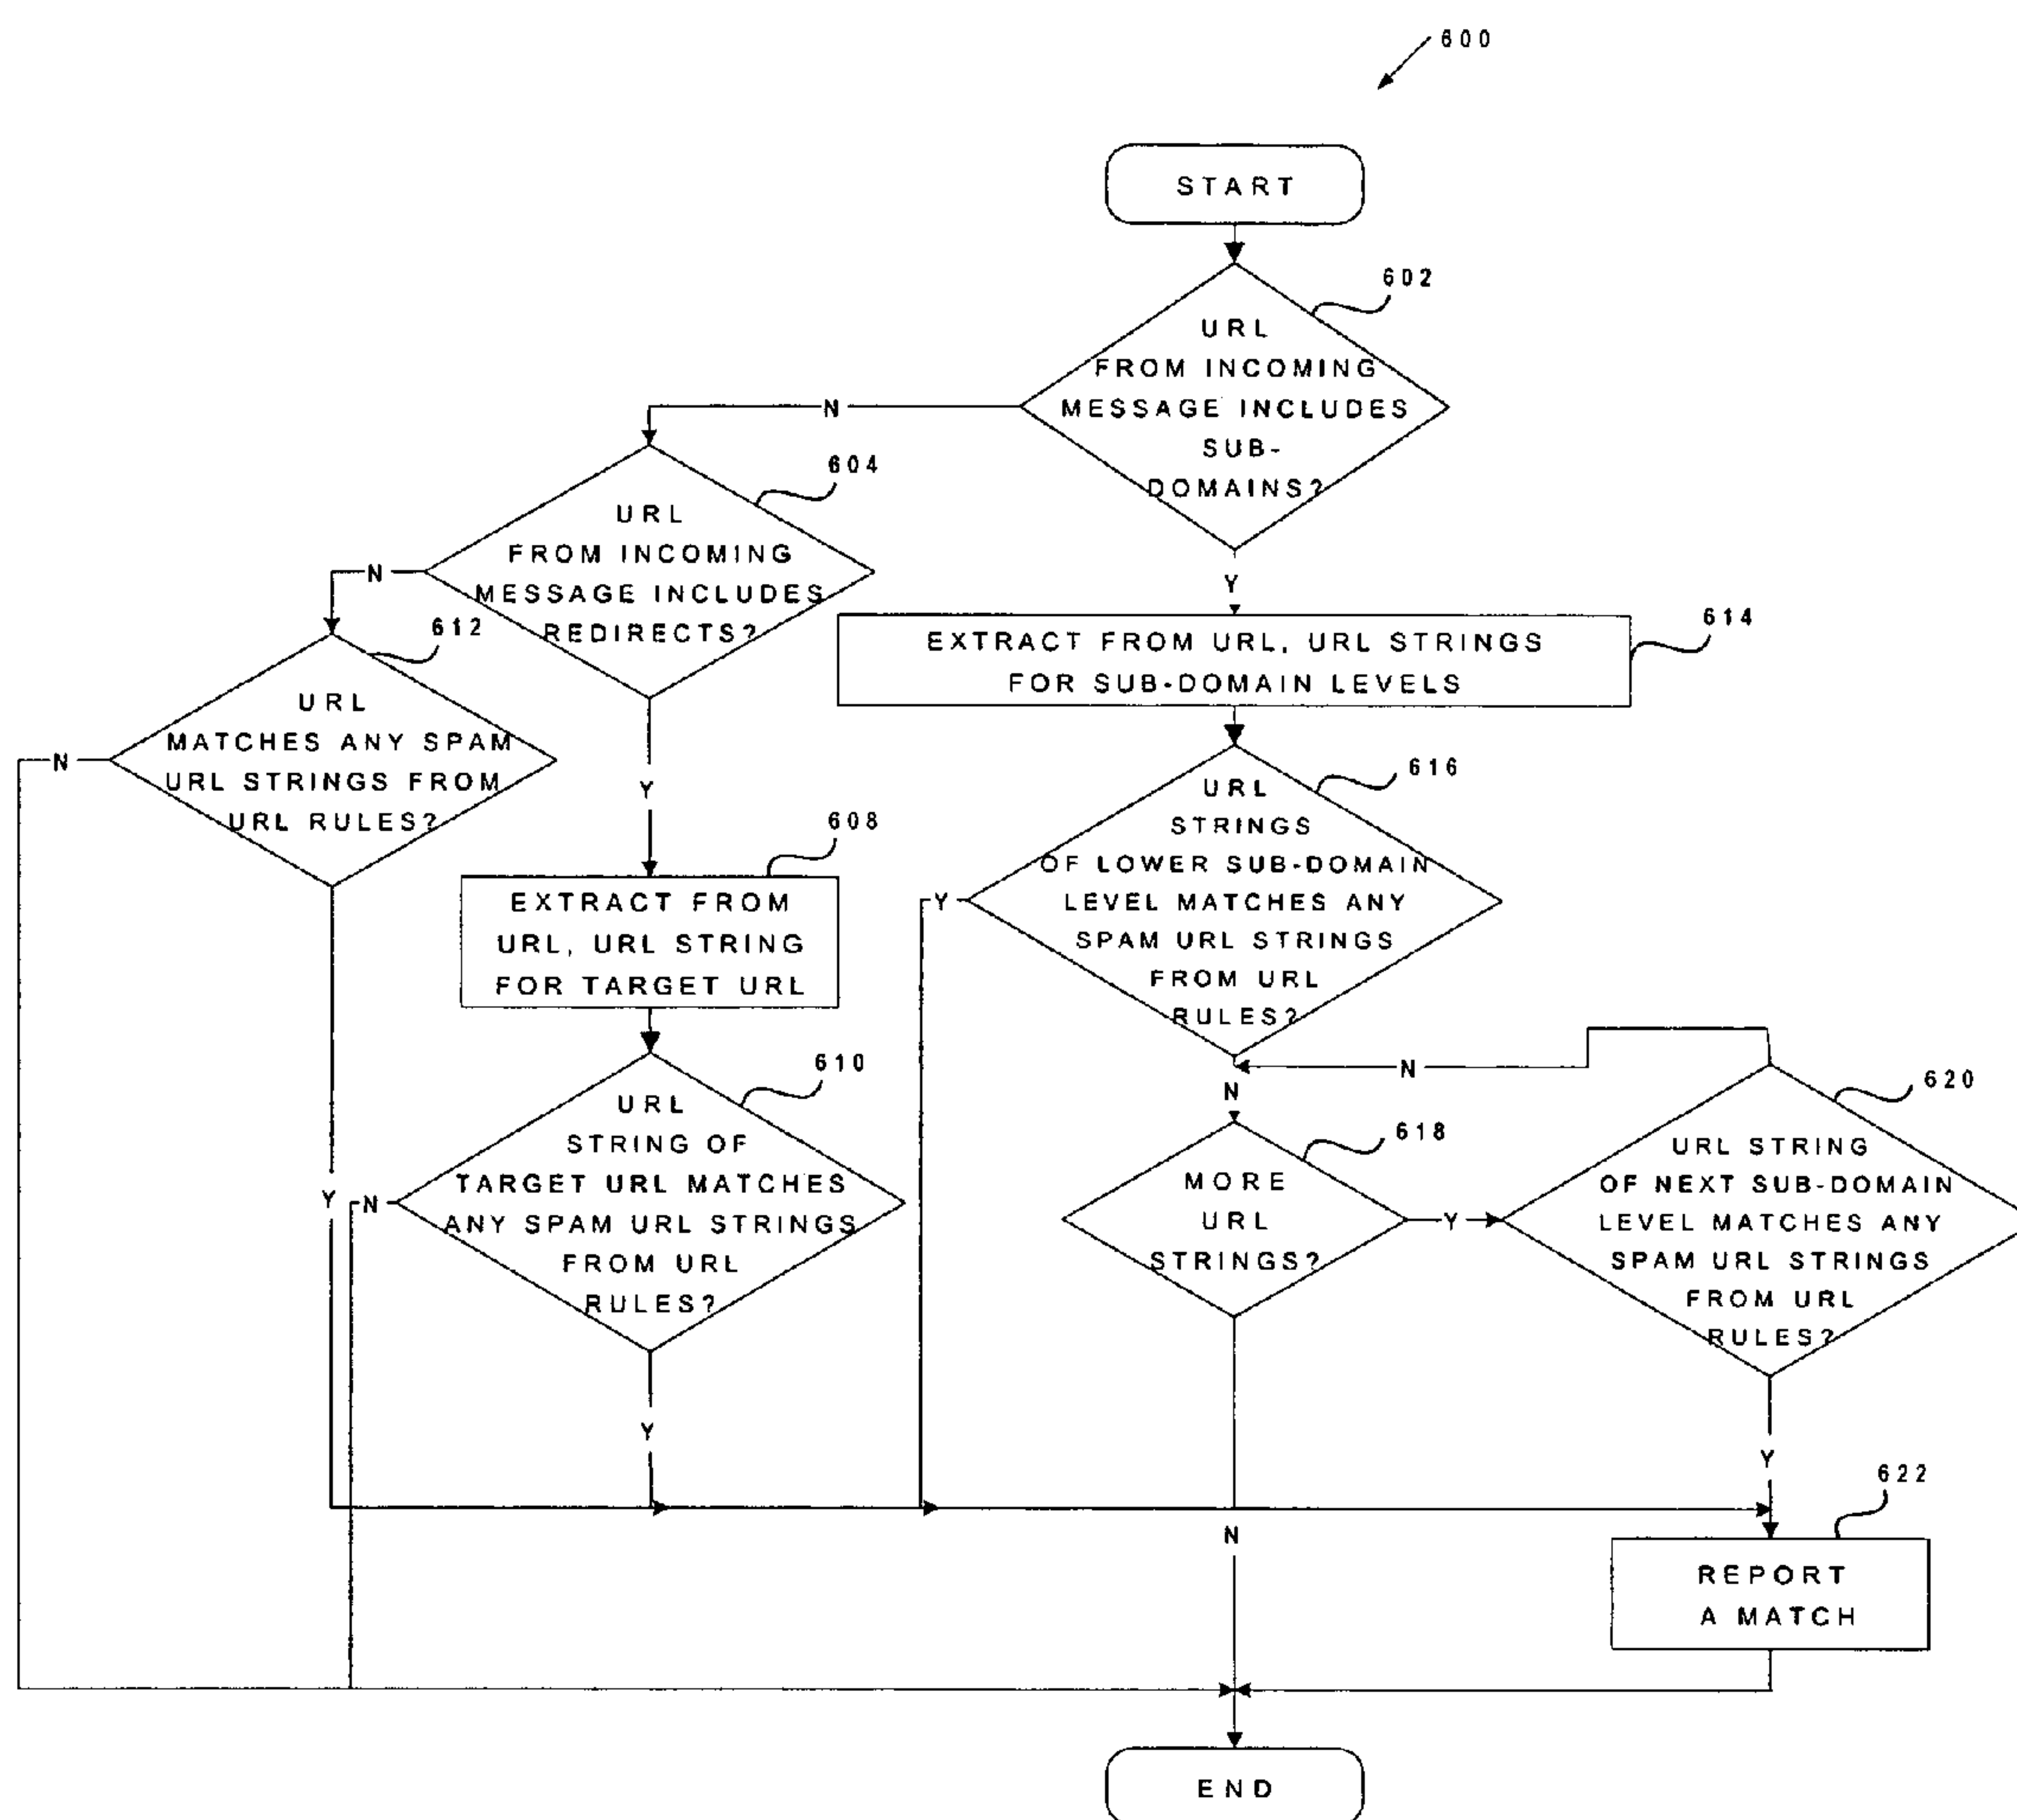 600
START
602
URL
FROM INCOMING
MESSAGE INCLUDES
SUB-
DOMAINS?
N
Y
604
URL
FROM INCOMING
MESSAGE INCLUDES
REDIRECTS?
N
Y
612
URL
MATCHES ANY SPAM
URL STRINGS FROM
URL RULES?
N
Y
608
EXTRACT FROM
URL, URL STRING
FOR TARGET URL
610
URL
STRING OF
TARGET URL MATCHES
ANY SPAM URL STRINGS
FROM URL
RULES?
N
Y
614
EXTRACT FROM URL, URL STRINGS
FOR SUB-DOMAIN LEVELS
616
URL
STRINGS
OF LOWER SUB-DOMAIN
LEVEL MATCHES ANY
SPAM URL STRINGS
FROM URL
RULES?
Y
N
618
MORE
URL
STRINGS?
Y
N
620
URL STRING
OF NEXT SUB-DOMAIN
LEVEL MATCHES ANY
SPAM URL STRINGS
FROM URL
RULES?
N
Y
622
REPORT
A MATCH
END